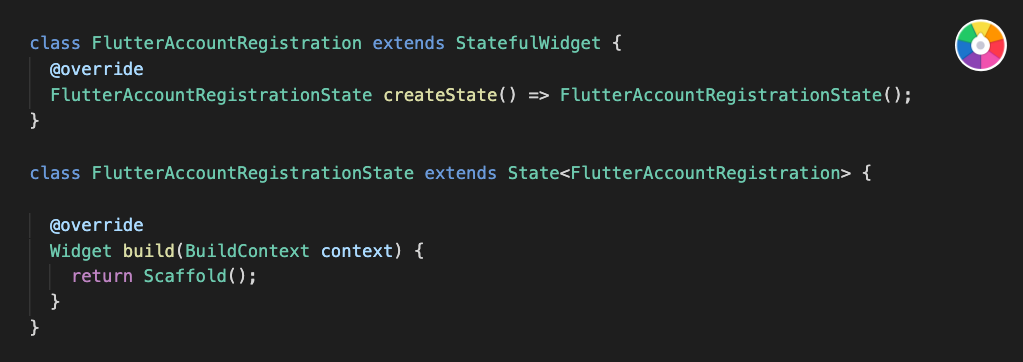 class FlutterAccountRegistration extends StatefulWidget {
@override
FlutterAccountRegistrationState createState() => FlutterAccountRegistrationState();
}
class FlutterAccountRegistrationState extends State<FlutterAccountRegistration> {
@override
Widget build(BuildContext context) {
return Scaffold();
}
}